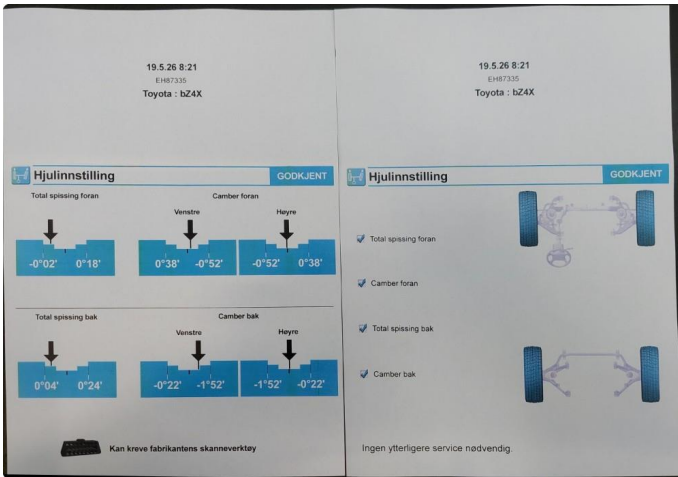 19.5.26 8:21
EH87335
Toyota : bZ4X
Hjulinnstilling GODKJENT
Total spissing foran Camber foran
Venstre Høyre
-0°02' 0°18' 0°38' -0°52' -0°52' 0°38'
Total spissing bak Camber bak
Venstre Høyre
0°04' 0°24' -0°22' -1°52' -1°52' -0°22'
Kan kreve fabrikantens skanneverktøy
19.5.26 8:21
EH87335
Toyota : bZ4X
Hjulinnstilling GODKJENT
Total spissing foran
Camber foran
Total spissing bak
Camber bak
Ingen ytterligere service nødvendig.